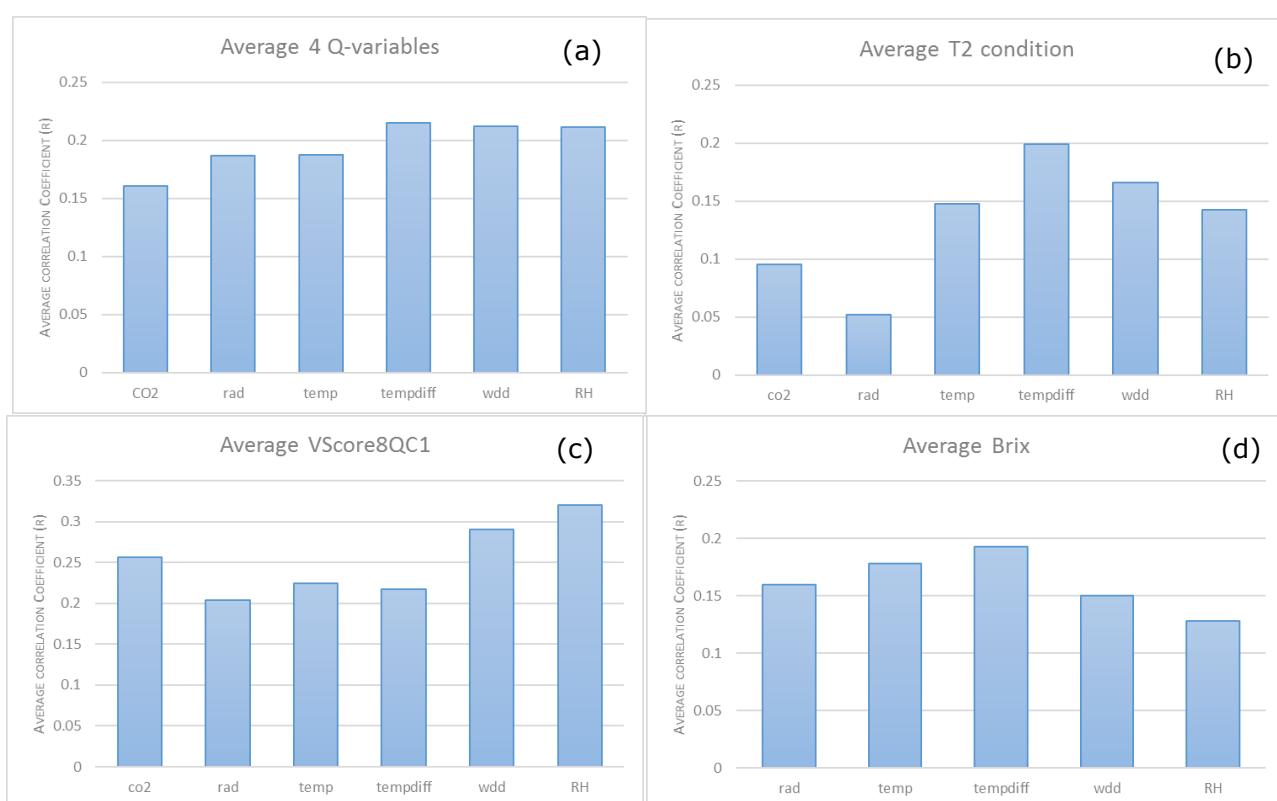 Average 4 Q-variables
(a)
AVERAGE CORRELATION COEFFICIENT (R)
0.25
0.2
0.15
0.1
0.05
0
CO2 rad temp tempdiff wdd RH
Average T2 condition
(b)
AVERAGE CORRELATION COEFFICIENT (R)
0.25
0.2
0.15
0.1
0.05
0
co2 rad temp tempdiff wdd RH
Average VScore8QC1
(c)
AVERAGE CORRELATION COEFFICIENT (R)
0.35
0.3
0.25
0.2
0.15
0.1
0.05
0
co2 rad temp tempdiff wdd RH
Average Brix
(d)
AVERAGE CORRELATION COEFFICIENT (R)
0.25
0.2
0.15
0.1
0.05
0
rad temp tempdiff wdd RH